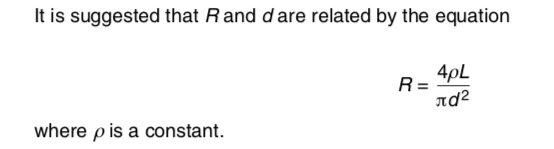 It is suggested that R and d are related by the equation
R = 4ρL / πd²
where ρ is a constant.